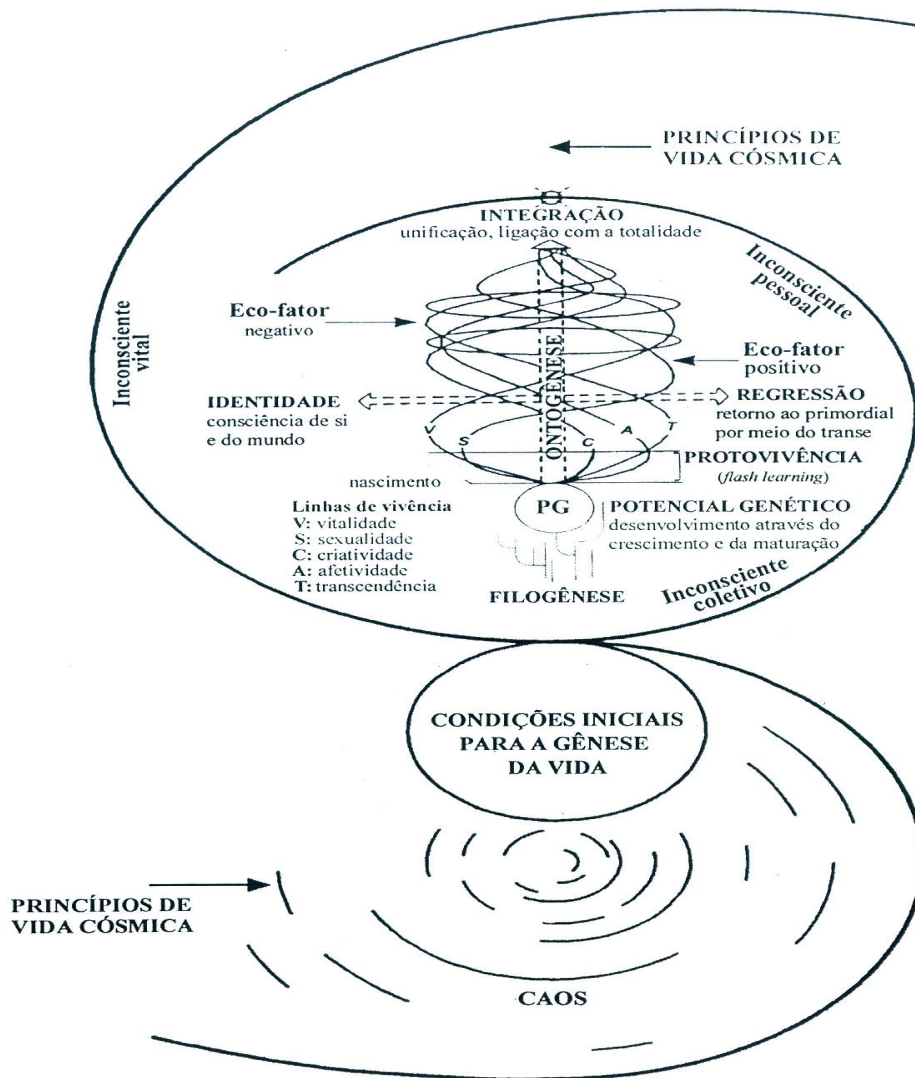 PRINCÍPIOS DE
VIDA CÓSMICA
INTEGRAÇÃO
unificação, ligação com a totalidade
Inconsciente
pessoal
Eco-fator
negativo
Inconsciente
vital
Eco-fator
positivo
ONTOGÊNESE
IDENTIDADE
consciência de si
e do mundo
REGRESSÃO
retorno ao primordial
por meio do transe
V
S
C
A
T
PROTOVIVÊNCIA
(flash learning)
nascimento
PG
Linhas de vivência
V: vitalidade
S: sexualidade
C: criatividade
A: afetividade
T: transcendência
POTENCIAL GENÉTICO
desenvolvimento através do
crescimento e da maturação
FILOGÊNESE
Inconsciente
coletivo
CONDIÇÕES INICIAIS
PARA A GÊNESE
DA VIDA
PRINCÍPIOS DE
VIDA CÓSMICA
CAOS